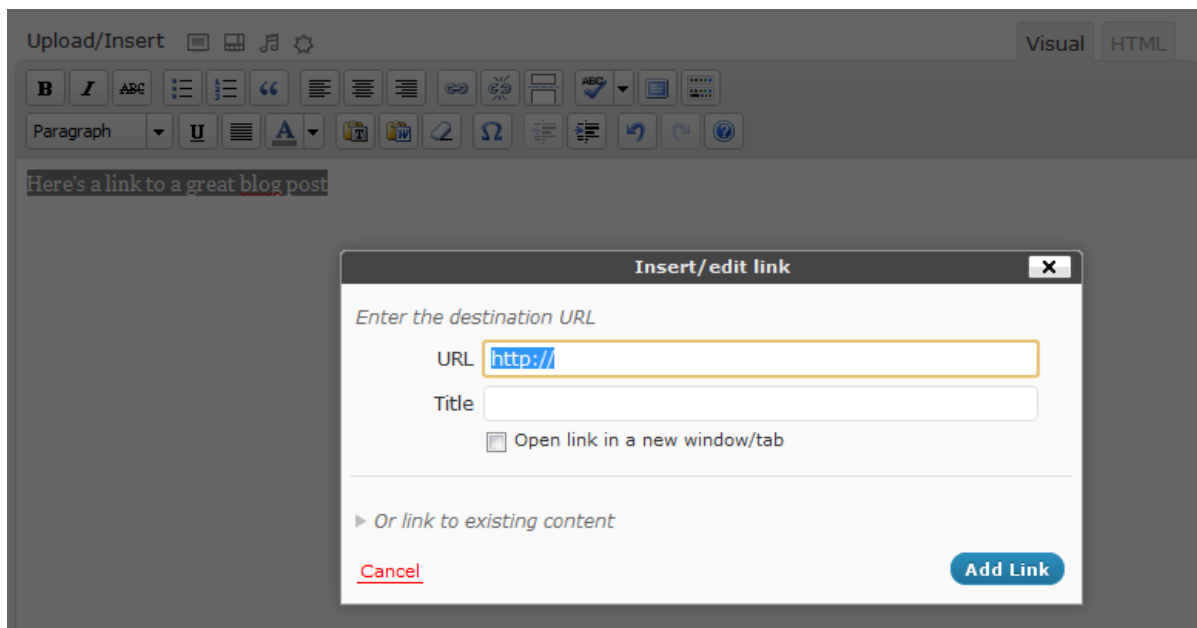 Upload/Insert
Visual HTML
B I ABC ABC
Paragraph U A T W Ω ?
Here's a link to a great blog post
Insert/edit link x
Enter the destination URL
URL http://
Title
Open link in a new window/tab
Or link to existing content
Cancel Add Link